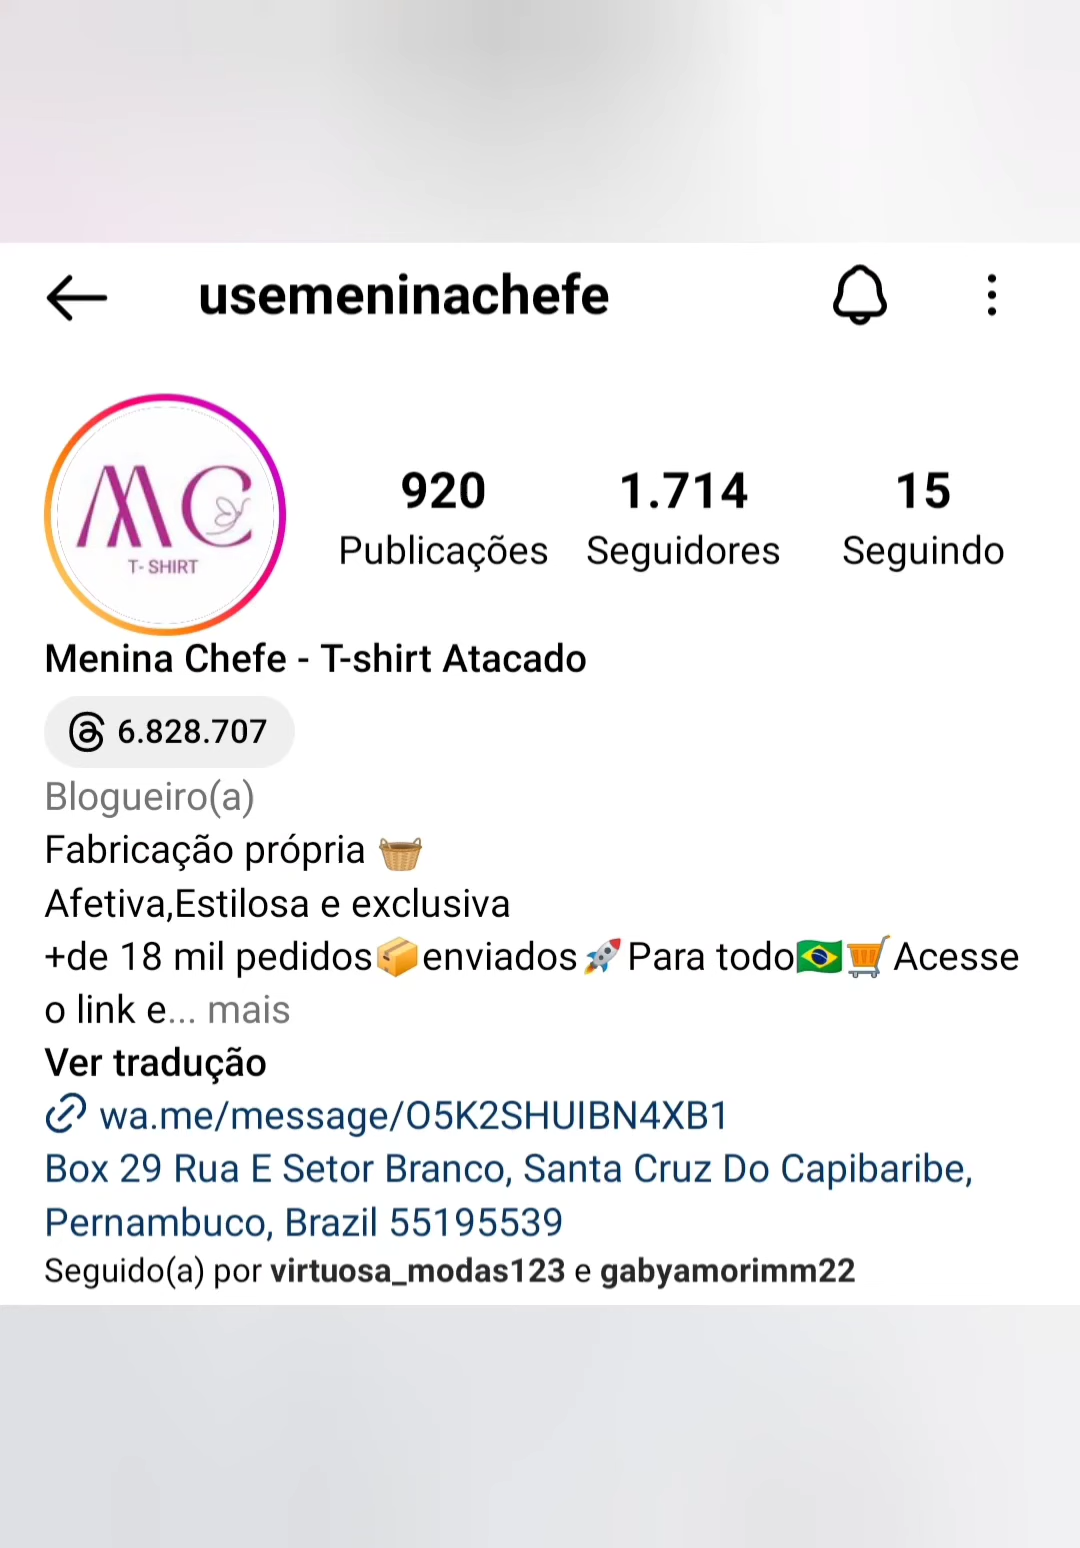 usemeninachefe
MC
T- SHIRT
920
Publicações
1.714
Seguidores
15
Seguindo
Menina Chefe - T-shirt Atacado
6.828.707
Blogueiro(a)
Fabricação própria 🧺
Afetiva,Estilosa e exclusiva
+de 18 mil pedidos📦enviados🚀Para todo🇧🇷🛒Acesse
o link e... mais
Ver tradução
wa.me/message/O5K2SHUIBN4XB1
Box 29 Rua E Setor Branco, Santa Cruz Do Capibaribe,
Pernambuco, Brazil 55195539
Seguido(a) por virtuosa_modas123 e gabyamorimm22